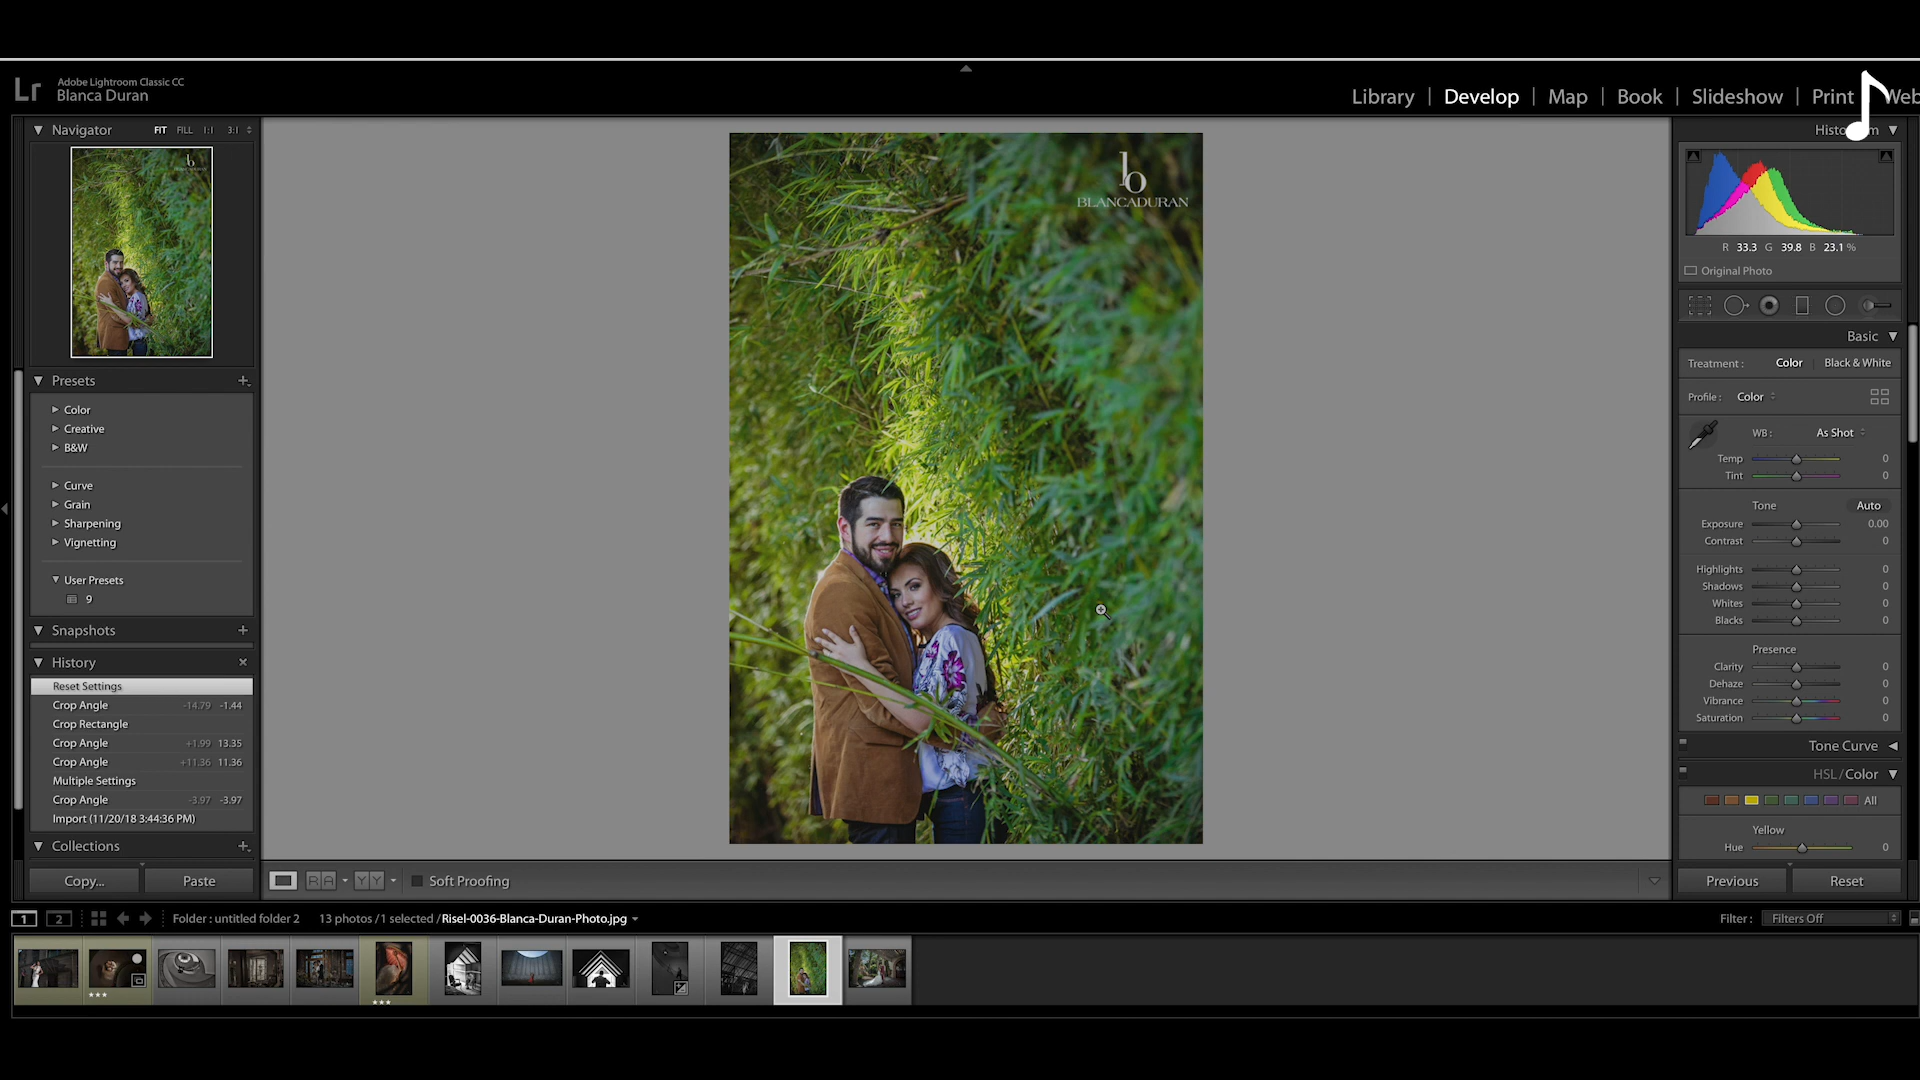 Lr
Adobe Lightroom Classic CC
Blanca Duran
Library | Develop | Map | Book | Slideshow | Print
Navigator FIT FILL 1:1 3:1
b
BLANCADURAN
R 33.3 G 39.8 B 23.1 %
Original Photo
Basic
Treatment : Color Black & White
Profile : Color
WB : As Shot
Temp 0
Tint 0
Tone Auto
Exposure 0.00
Contrast 0
Highlights 0
Shadows 0
Whites 0
Blacks 0
Presence
Clarity 0
Dehaze 0
Vibrance 0
Saturation 0
Tone Curve
HSL / Color
All
Yellow
Hue 0
Previous Reset
Presets
Color
Creative
B&W
Curve
Grain
Sharpening
Vignetting
User Presets
9
Snapshots
History
Reset Settings
Crop Angle -14.79 -1.44
Crop Rectangle
Crop Angle +1.99 13.35
Crop Angle +11.36 11.36
Multiple Settings
Crop Angle -3.97 -3.97
Import (11/20/18 3:44:36 PM)
Collections
Copy... Paste
R A Y Y Soft Proofing
1 2 Folder : untitled folder 2 13 photos / 1 selected / Risel-0036-Blanca-Duran-Photo.jpg
Filter : Filters Off